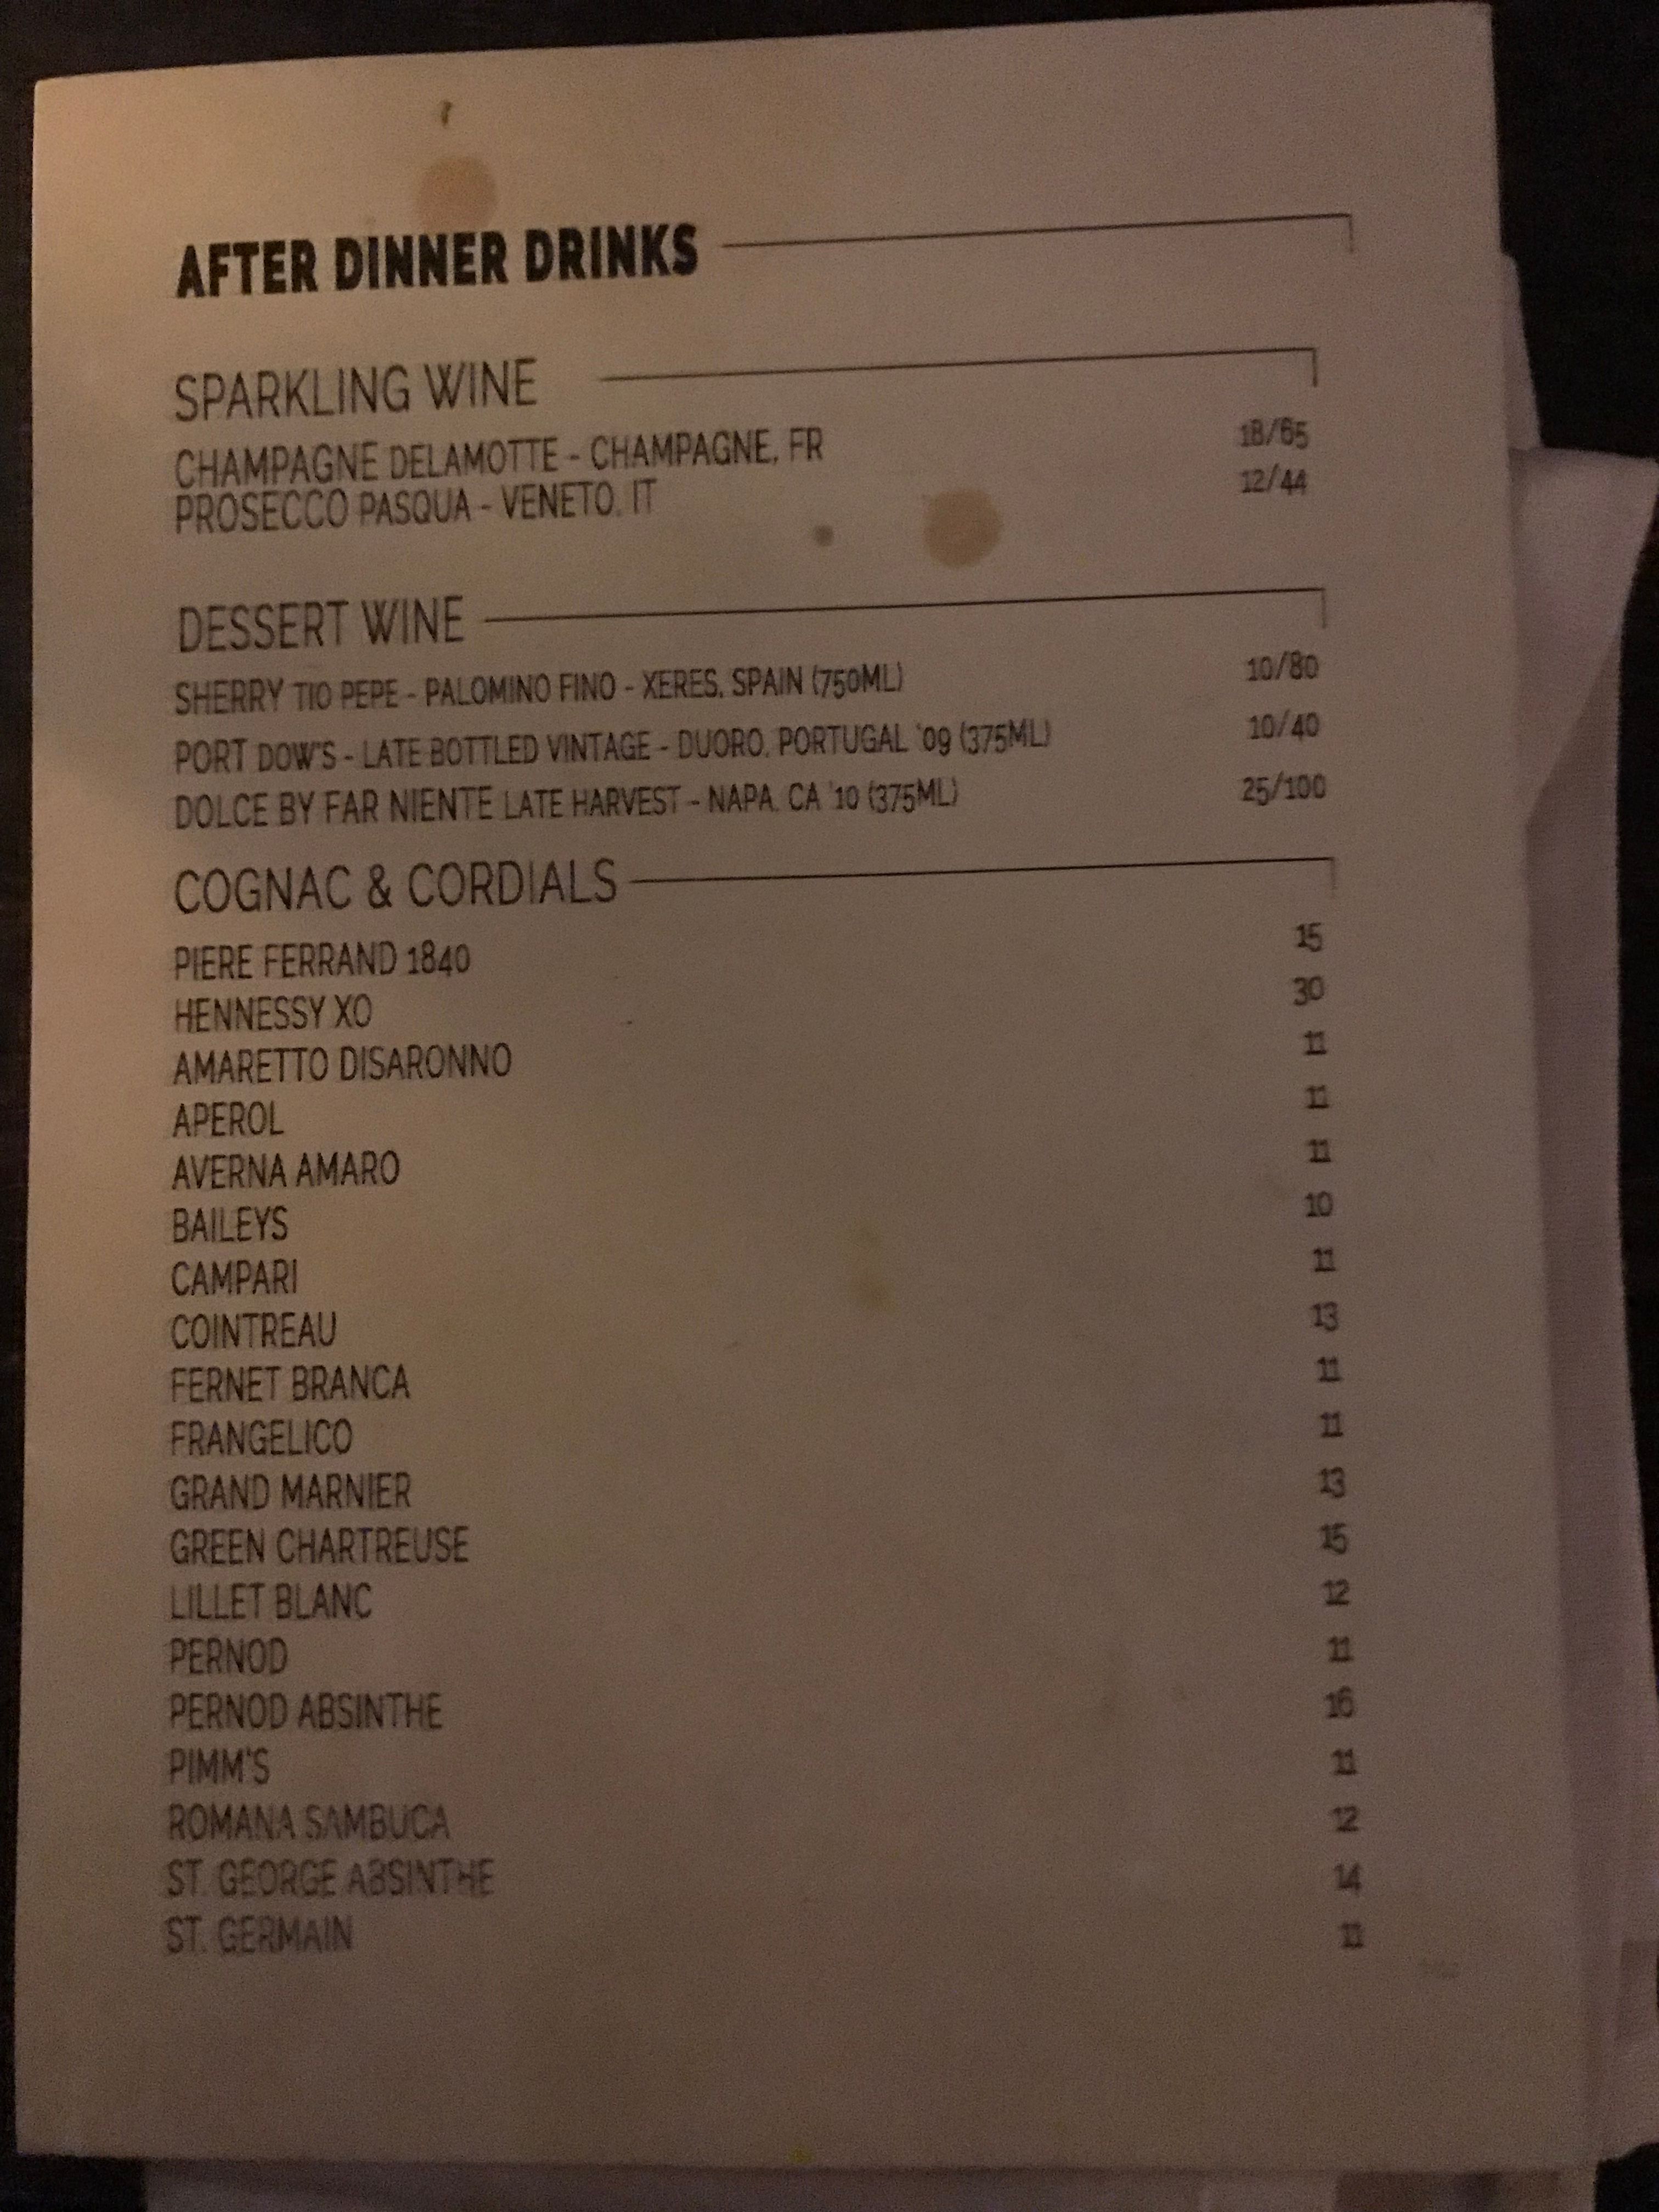 AFTER DINNER DRINKS
SPARKLING WINE
CHAMPAGNE DELAMOTTE - CHAMPAGNE, FR 18/65
PROSECCO PASQUA - VENETO, IT 12/44
DESSERT WINE
SHERRY TIO PEPE - PALOMINO FINO - XERES, SPAIN (750ML) 10/80
PORT DOW'S - LATE BOTTLED VINTAGE - DUORO, PORTUGAL '09 (375ML) 10/40
DOLCE BY FAR NIENTE LATE HARVEST - NAPA, CA '10 (375ML) 25/100
COGNAC & CORDIALS
PIERE FERRAND 1840 15
HENNESSY XO 30
AMARETTO DISARONNO 11
APEROL 11
AVERNA AMARO 11
BAILEYS 10
CAMPARI 11
COINTREAU 13
FERNET BRANCA 11
FRANGELICO 11
GRAND MARNIER 13
GREEN CHARTREUSE 15
LILLET BLANC 12
PERNOD 11
PERNOD ABSINTHE 16
PIMM'S 11
ROMANA SAMBUCA 12
ST. GEORGE ABSINTHE 14
ST. GERMAIN 11